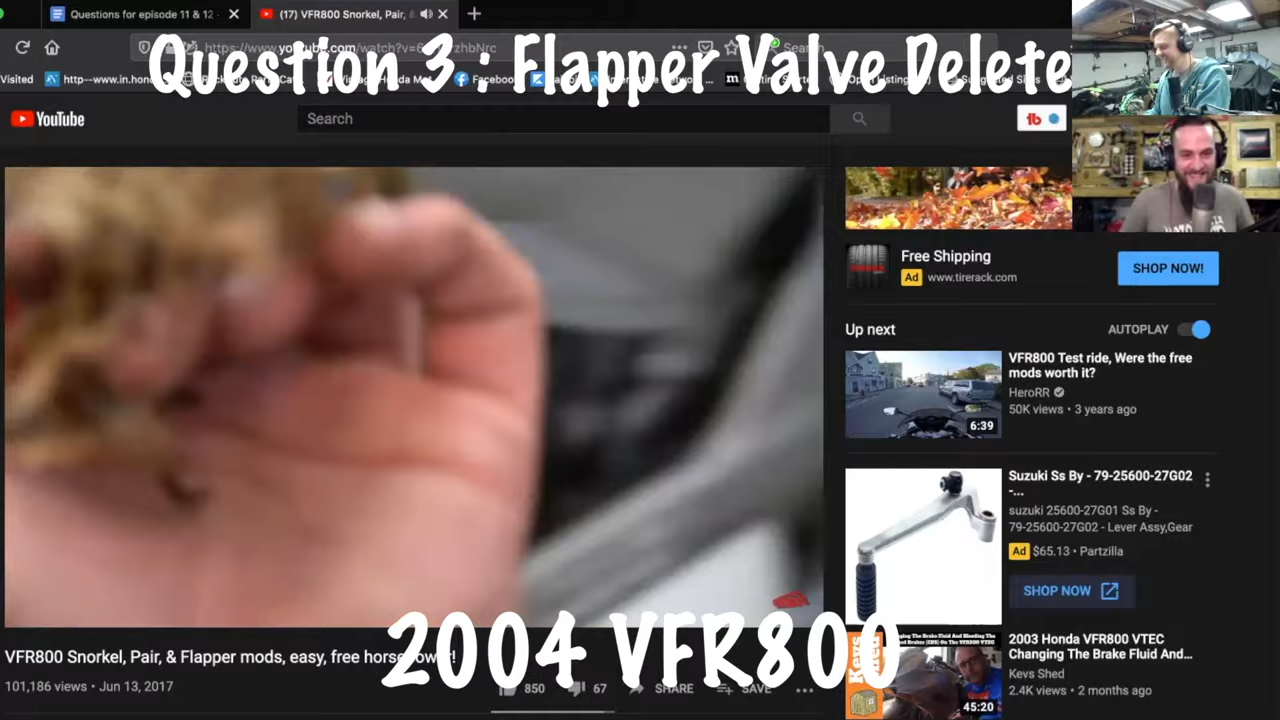 Questions for episode 11 & 12
(17) VFR800 Snorkel, Pair, &
Question 3 : Flapper Valve Delete
Search
Visited
http--www.in.hon
Facebook
m
YouTube
Search
Free Shipping
Ad www.tirerack.com
SHOP NOW!
Up next
AUTOPLAY
VFR800 Test ride, Were the free
mods worth it?
HeroRR
50K views • 3 years ago
6:39
Suzuki Ss By - 79-25600-27G02
-...
suzuki 25600-27G01 Ss By -
79-25600-27G02 - Lever Assy,Gear
Ad $65.13 • Partzilla
SHOP NOW
2004 VFR800
VFR800 Snorkel, Pair, & Flapper mods, easy, free horsepower!
101,186 views • Jun 13, 2017
850
67
SHARE
SAVE
2003 Honda VFR800 VTEC
Changing The Brake Fluid And...
Kevs Shed
2.4K views • 2 months ago
45:20